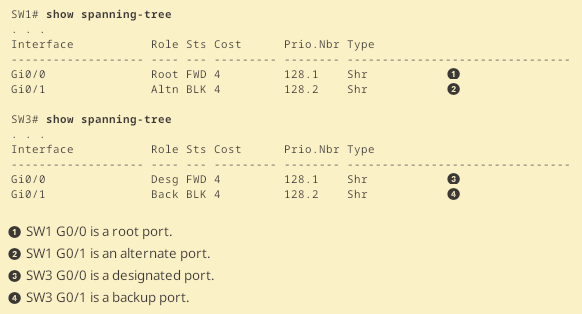 SW1# show spanning-tree
. . .
Interface           Role Sts Cost      Prio.Nbr Type
------------------- ---- --- --------- -------- --------------------------------
Gi0/0               Root FWD 4         128.1    Shr            ❶
Gi0/1               Altn BLK 4         128.2    Shr            ❷
SW3# show spanning-tree
. . .
Interface           Role Sts Cost      Prio.Nbr Type
------------------- ---- --- --------- -------- --------------------------------
Gi0/0               Desg FWD 4         128.1    Shr            ❸
Gi0/1               Back BLK 4         128.2    Shr            ❹
❶ SW1 G0/0 is a root port.
❷ SW1 G0/1 is an alternate port.
❸ SW3 G0/0 is a designated port.
❹ SW3 G0/1 is a backup port.